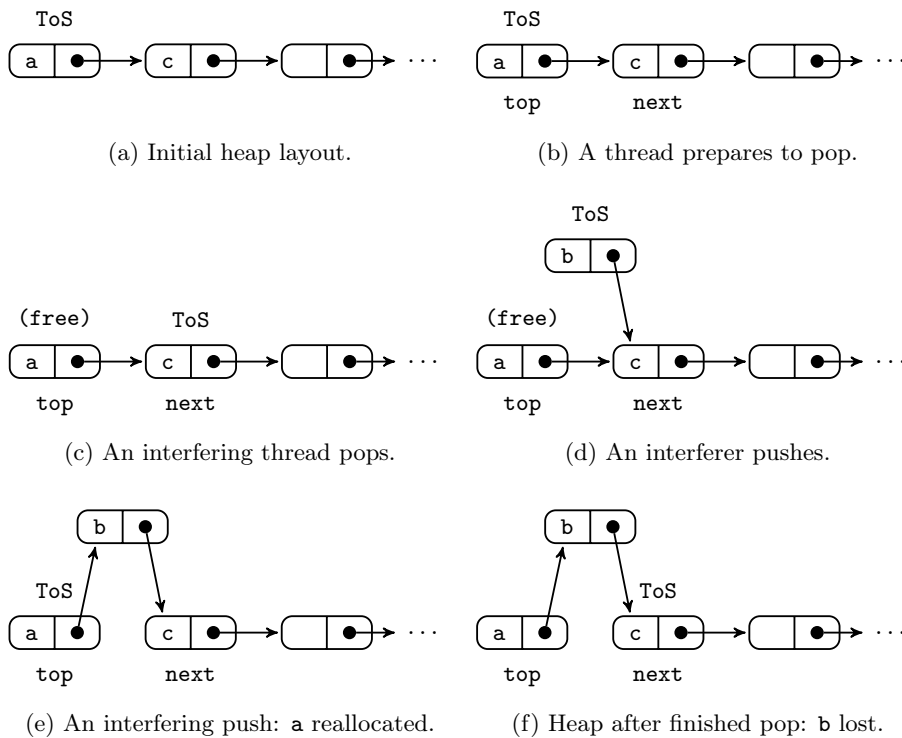 ToS
a c ...
(a) Initial heap layout.
ToS
a c ...
top next
(b) A thread prepares to pop.
(free) ToS
a c ...
top next
(c) An interfering thread pops.
ToS
b
(free)
a c ...
top next
(d) An interferer pushes.
b
ToS
a c ...
top next
(e) An interfering push: a reallocated.
b
ToS
a c ...
top next
(f) Heap after finished pop: b lost.